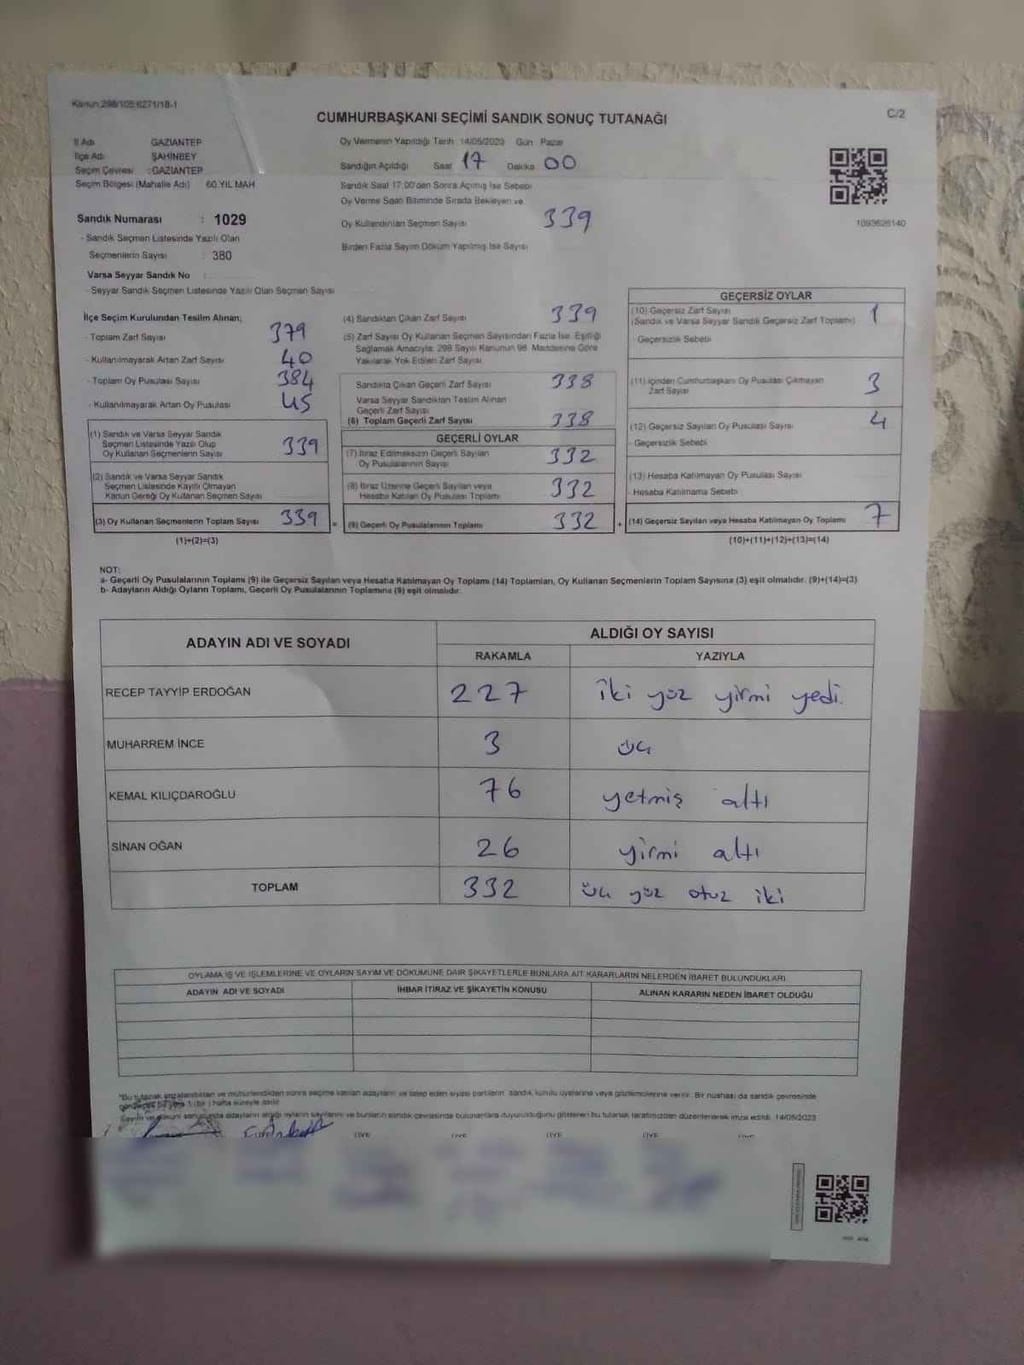 Kanun:298/105;6271/18-1
C/2
CUMHURBAŞKANI SEÇİMİ SANDIK SONUÇ TUTANAĞI
İl Adı GAZIANTEP
İlçe Adı ŞAHİNBEY
Seçim Çevresi :GAZIANTEP
Seçim Bölgesi (Mahalle Adı) 60.YIL MAH
Oy Vermenin Yapıldığı Tarih 14/05/2023 Gün Pazar
Sandığın Açıldığı Saat 17 Dakika 00
Sandık Saat 17:00'den Sonra Açılmış İse Sebebi
Oy Verme Saati Bitiminde Sırada Bekleyen ve
Oy Kullandırılan Seçmen Sayısı 339
Birden Fazla Sayım Döküm Yapılmış İse Sayısı
1093626140
Sandık Numarası : 1029
- Sandık Seçmen Listesinde Yazılı Olan
Seçmenlerin Sayısı : 380
Varsa Seyyar Sandık No :
- Seyyar Sandık Seçmen Listesinde Yazılı Olan Seçmen Sayısı
İlçe Seçim Kurulundan Teslim Alınan;
- Toplam Zarf Sayısı 379
- Kullanılmayarak Artan Zarf Sayısı 40
- Toplam Oy Pusulası Sayısı 384
- Kullanılmayarak Artan Oy Pusulası 45
(1) Sandık ve Varsa Seyyar Sandık
Seçmen Listesinde Yazılı Olup
Oy Kullanan Seçmenlerin Sayısı 339
(2) Sandık ve Varsa Seyyar Sandık
Seçmen Listesinde Kayıtlı Olmayan
Kanun Gereği Oy Kullanan Seçmen Sayısı
(3) Oy Kullanan Seçmenlerin Toplam Sayısı 339
(1)+(2)=(3)
(4) Sandıktan Çıkan Zarf Sayısı 339
(5) Zarf Sayısı Oy Kullanan Seçmen Sayısından Fazla İse, Eşitliği
Sağlamak Amacıyla, 298 Sayılı Kanunun 98. Maddesine Göre
Yakılarak Yok Edilen Zarf Sayısı
Sandıkta Çıkan Geçerli Zarf Sayısı 338
Varsa Seyyar Sandıktan Teslim Alınan
Geçerli Zarf Sayısı
(6) Toplam Geçerli Zarf Sayısı 338
GEÇERLİ OYLAR
(7) İtiraz Edilmeksizin Geçerli Sayılan
Oy Pusulalarının Sayısı 332
(8) İtiraz Üzerine Geçerli Sayılan veya
Hesaba Katılan Oy Pusulası Toplamı 332
=
(9) Geçerli Oy Pusulalarının Toplamı 332
+
GEÇERSİZ OYLAR
(10) Geçersiz Zarf Sayısı 1
(Sandık ve Varsa Seyyar Sandık Geçersiz Zarf Toplamı)
- Geçersizlik Sebebi
(11) İçinden Cumhurbaşkanı Oy Pusulası Çıkmayan
Zarf Sayısı 3
(12) Geçersiz Sayılan Oy Pusulası Sayısı 4
- Geçersizlik Sebebi
(13) Hesaba Katılmayan Oy Pusulası Sayısı
- Hesaba Katılmama Sebebi
(14) Geçersiz Sayılan veya Hesaba Katılmayan Oy Toplamı 7
(10)+(11)+(12)+(13)=(14)
NOT:
a- Geçerli Oy Pusulalarının Toplamı (9) ile Geçersiz Sayılan veya Hesaba Katılmayan Oy Toplamı (14) Toplamları, Oy Kullanan Seçmenlerin Toplam Sayısına (3) eşit olmalıdır. (9)+(14)=(3)
b- Adayların Aldığı Oyların Toplamı, Geçerli Oy Pusulalarının Toplamına (9) eşit olmalıdır.
ADAYIN ADI VE SOYADI
ALDIĞI OY SAYISI
RAKAMLA YAZIYLA
RECEP TAYYİP ERDOĞAN 227 iki yüz yirmi yedi.
MUHARREM İNCE 3 üç
KEMAL KILIÇDAROĞLU 76 yetmiş altı
SİNAN OĞAN 26 yirmi altı
TOPLAM 332 üç yüz otuz iki
OYLAMA İŞ VE İŞLEMLERİNE VE OYLARIN SAYIM VE DÖKÜMÜNE DAİR ŞİKAYETLERLE BUNLARA AİT KARARLARIN NELERDEN İBARET BULUNDUKLARI
ADAYIN ADI VE SOYADI İHBAR İTİRAZ VE ŞİKAYETİN KONUSU ALINAN KARARIN NEDEN İBARET OLDUĞU
ÜYE ÜYE ÜYE ÜYE ÜYE